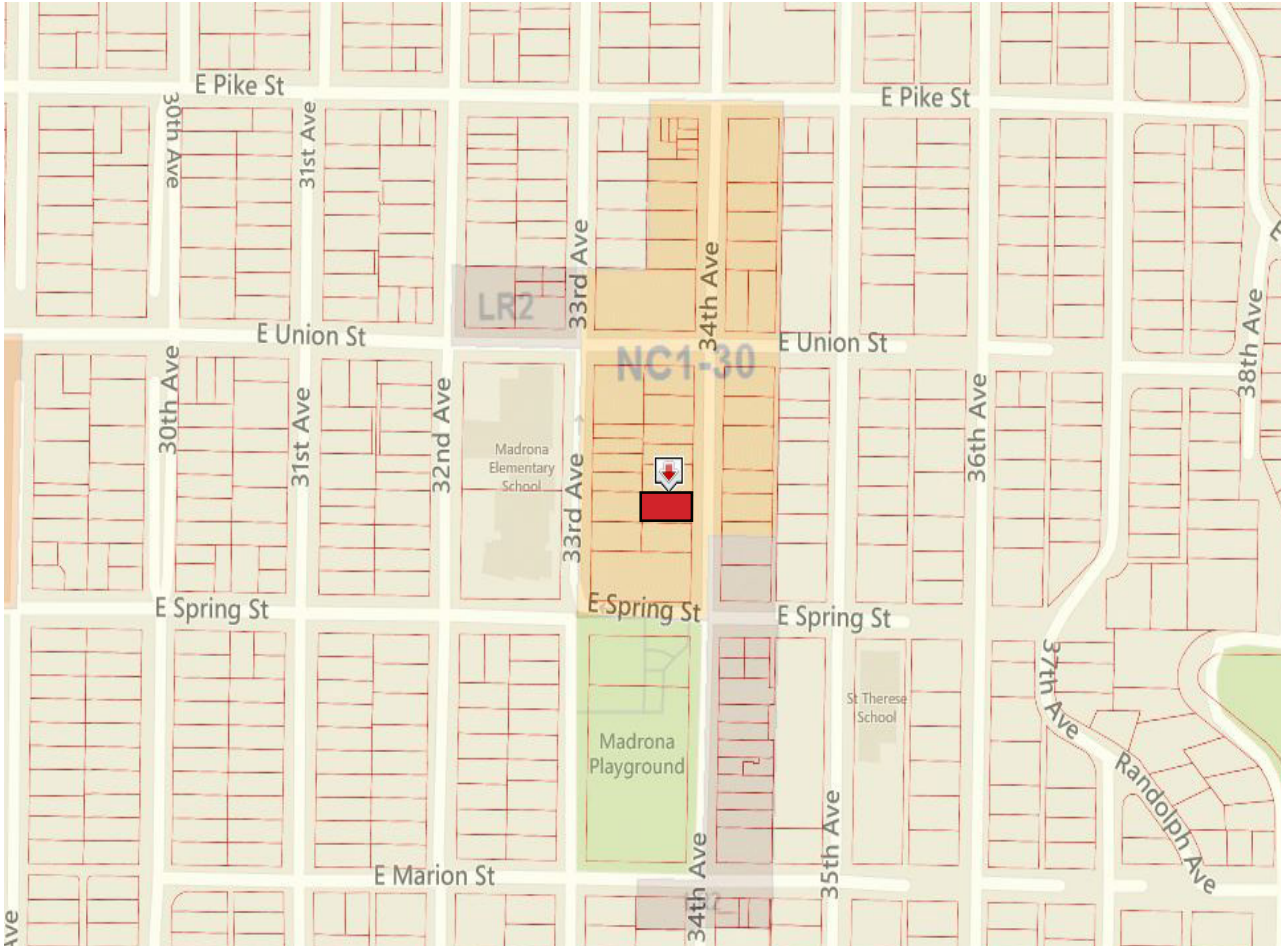 E Pike St
E Pike St
30th Ave
31st Ave
33rd Ave
34th Ave
LR2
E Union St
E Union St
38th Ave
NC1-30
30th Ave
31st Ave
32nd Ave
36th Ave
Madrona
Elementary
School
33rd Ave
E Spring St
E Spring St
E Spring St
37th Ave
St Therese
School
Madrona
Playground
Randolph Ave
35th Ave
34th Ave
E Marion St
Ave